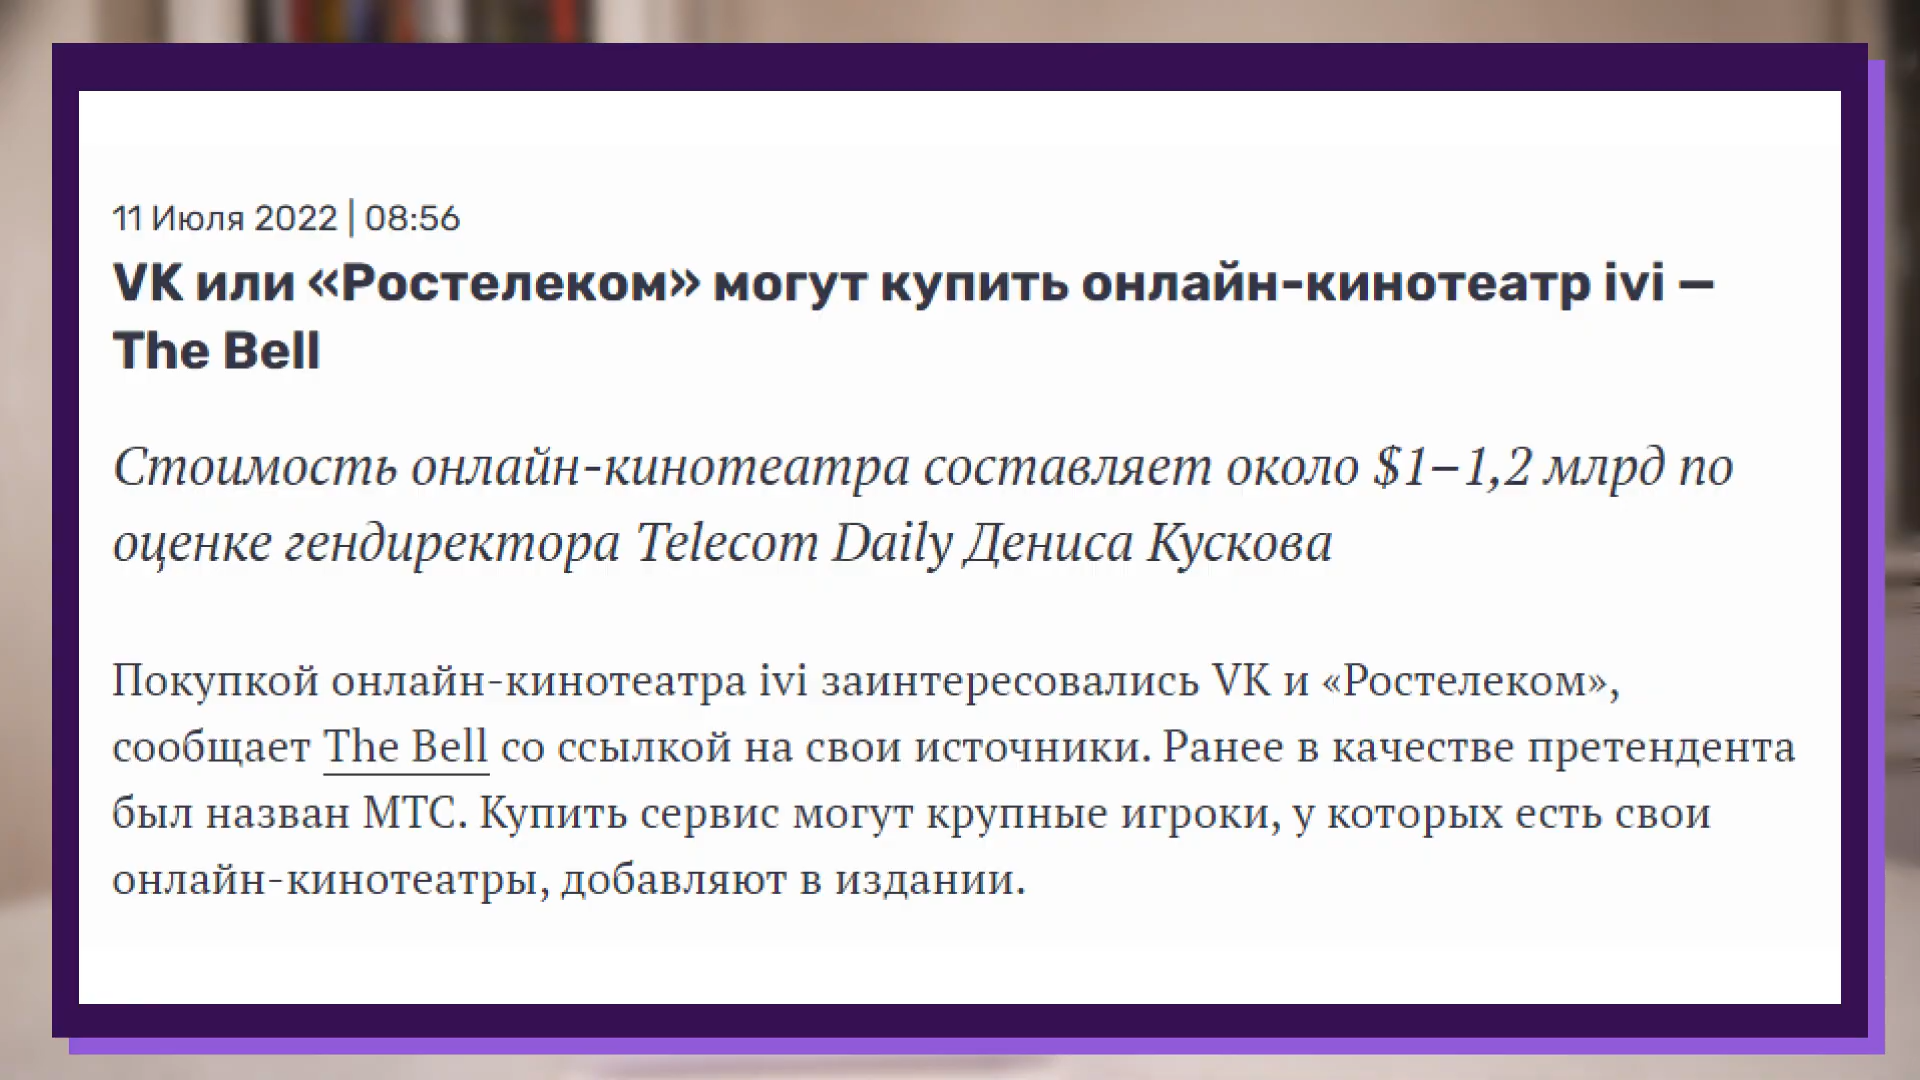 11 Июля 2022 | 08:56
VK или «Ростелеком» могут купить онлайн-кинотеатр ivi —
The Bell
Стоимость онлайн-кинотеатра составляет около $1–1,2 млрд по
оценке гендиректора Telecom Daily Дениса Кускова
Покупкой онлайн-кинотеатра ivi заинтересовались VK и «Ростелеком»,
сообщает The Bell со ссылкой на свои источники. Ранее в качестве претендента
был назван МТС. Купить сервис могут крупные игроки, у которых есть свои
онлайн-кинотеатры, добавляют в издании.